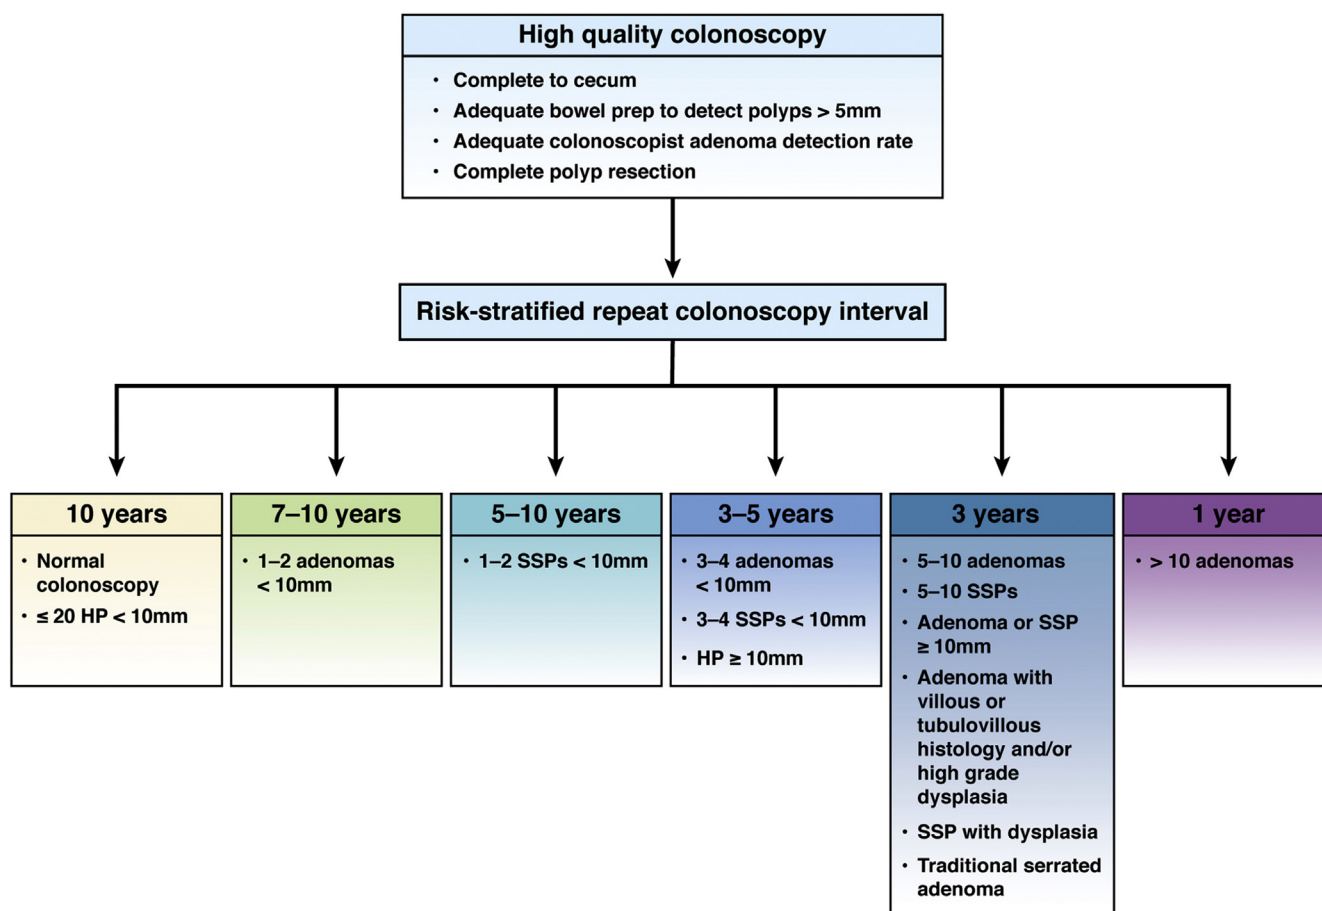 High quality colonoscopy
· Complete to cecum
· Adequate bowel prep to detect polyps > 5mm
· Adequate colonoscopist adenoma detection rate
· Complete polyp resection
Risk-stratified repeat colonoscopy interval
10 years
· Normal
colonoscopy
· ≤ 20 HP < 10mm
7–10 years
· 1–2 adenomas
< 10mm
5–10 years
· 1–2 SSPs < 10mm
3–5 years
· 3–4 adenomas
< 10mm
· 3–4 SSPs < 10mm
· HP ≥ 10mm
3 years
· 5–10 adenomas
· 5–10 SSPs
· Adenoma or SSP
≥ 10mm
· Adenoma with
villous or
tubulovillous
histology and/or
high grade
dysplasia
· SSP with dysplasia
· Traditional serrated
adenoma
1 year
· > 10 adenomas